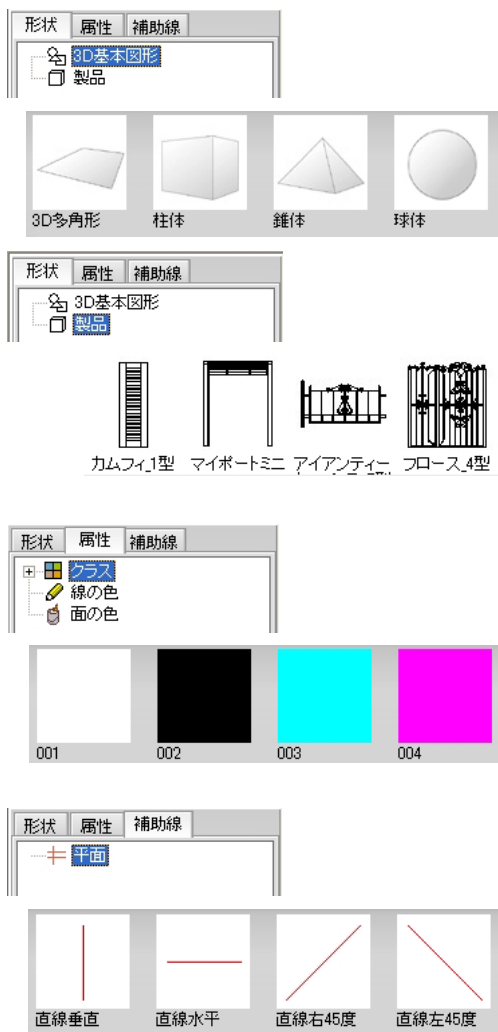 形状 属性 補助線
3D基本図形
製品
3D多角形 柱体 錐体 球体
形状 属性 補助線
3D基本図形
製品
カムフィ_1型 マイポートミニ アイアンティー フロース_4型
形状 属性 補助線
クラス
線の色
面の色
001 002 003 004
形状 属性 補助線
平面
直線垂直 直線水平 直線右45度 直線左45度